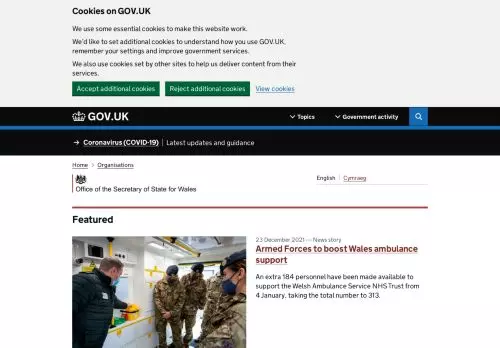 Cookies on GOV.UK
We use some essential cookies to make this website work.
We'd like to set additional cookies to understand how you use GOV.UK,
remember your settings and improve government services.
We also use cookies set by other sites to help us deliver content from their
services.
Accept additional cookies
Reject additional cookies
View cookies
GOV.UK
Topics
Government activity
→ Coronavirus (COVID-19) | Latest updates and guidance
Home > Organisations
English | Cymraeg
Office of the Secretary of State for Wales
Featured
23 December 2021 — News story
Armed Forces to boost Wales ambulance
support
An extra 184 personnel have been made available to
support the Welsh Ambulance Service NHS Trust from
4 January, taking the total number to 313.